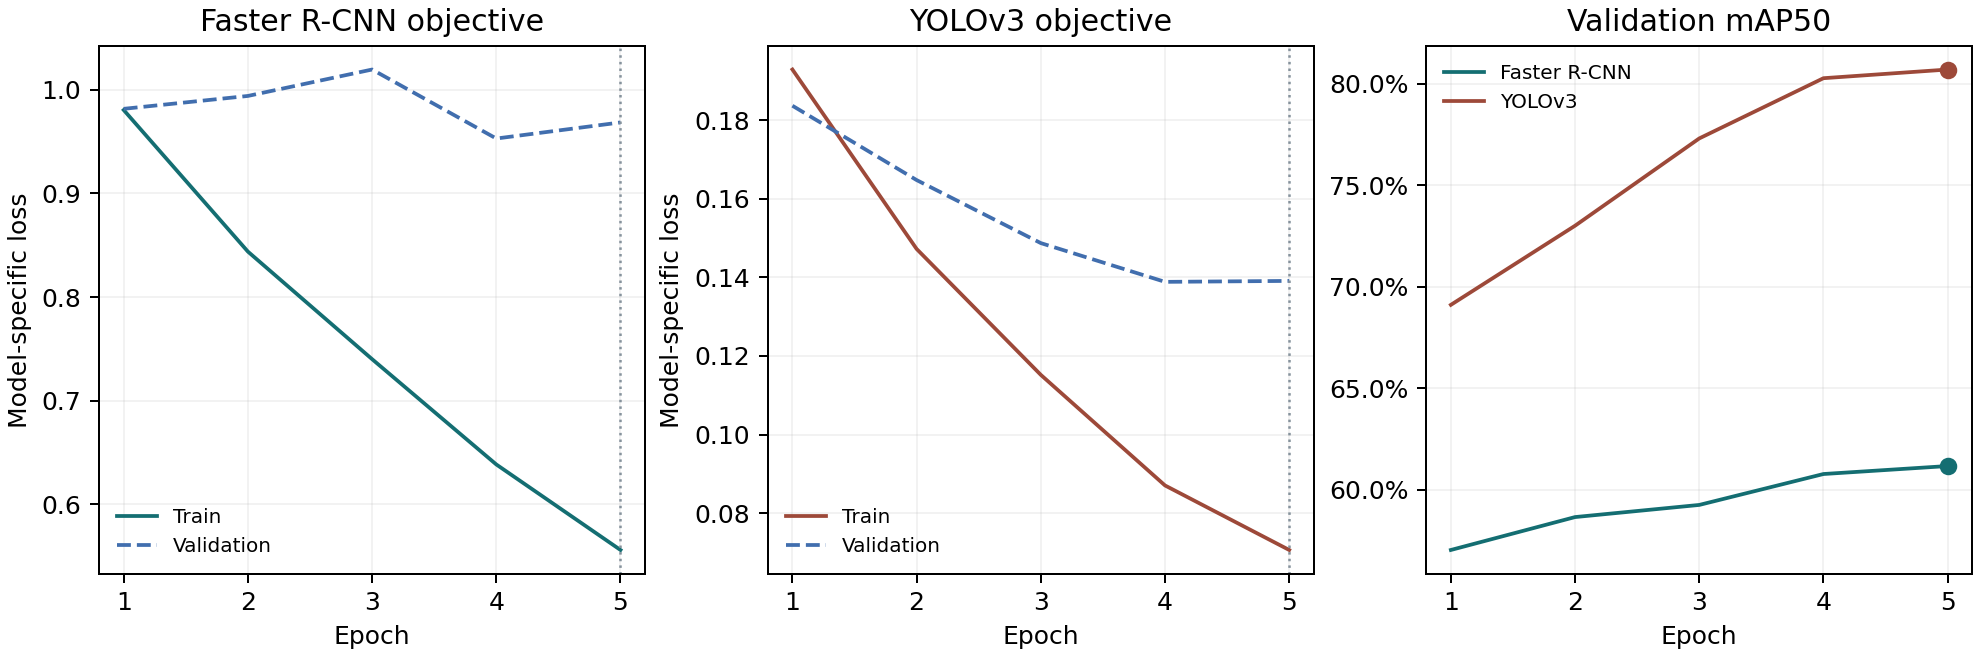 Faster R-CNN objective
Model-specific loss
1.0
0.9
0.8
0.7
0.6
Train
Validation
1 2 3 4 5
Epoch
YOLOv3 objective
Model-specific loss
0.18
0.16
0.14
0.12
0.10
0.08
Train
Validation
1 2 3 4 5
Epoch
Validation mAP50
80.0%
75.0%
70.0%
65.0%
60.0%
Faster R-CNN
YOLOv3
1 2 3 4 5
Epoch